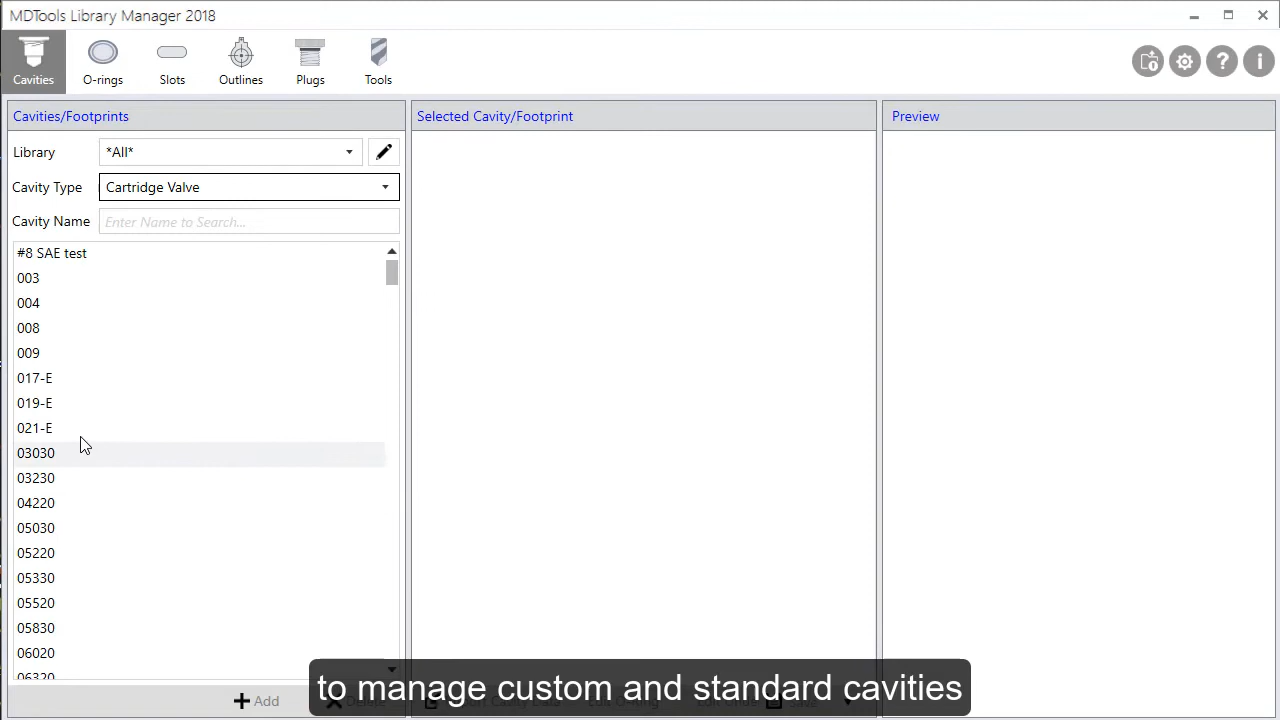 MDTools Library Manager 2018
Cavities
O-rings
Slots
Outlines
Plugs
Tools
Cavities/Footprints
Selected Cavity/Footprint
Preview
Library
*All*
Cavity Type
Cartridge Valve
Cavity Name
Enter Name to Search...
#8 SAE test
003
004
008
009
017-E
019-E
021-E
03030
03230
04220
05030
05220
05330
05520
05830
06020
06320
Add
Delete
to manage custom and standard cavities